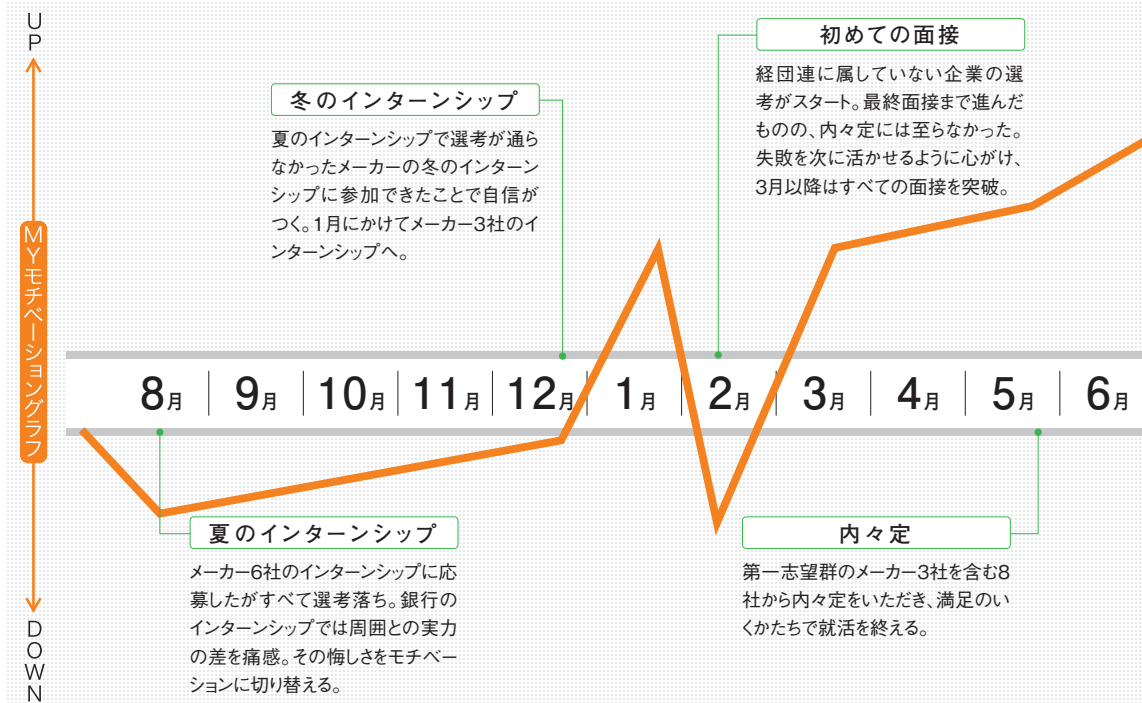 UP
MYモチベーショングラフ
DOWN
冬のインターンシップ
夏のインターンシップで選考が通ら
なかったメーカーの冬のインターン
シップに参加できたことで自信が
つく。1月にかけてメーカー3社のイ
ンターンシップへ。
初めての面接
経団連に属していない企業の選
考がスタート。最終面接まで進んだ
ものの、内々定には至らなかった。
失敗を次に活かせるように心がけ、
3月以降はすべての面接を突破。
8月 9月 10月 11月 12月 1月 2月 3月 4月 5月 6月
夏のインターンシップ
メーカー6社のインターンシップに応
募したがすべて選考落ち。銀行の
インターンシップでは周囲との実力
の差を痛感。その悔しさをモチベー
ションに切り替える。
内々定
第一志望群のメーカー3社を含む8
社から内々定をいただき、満足のい
くかたちで就活を終える。